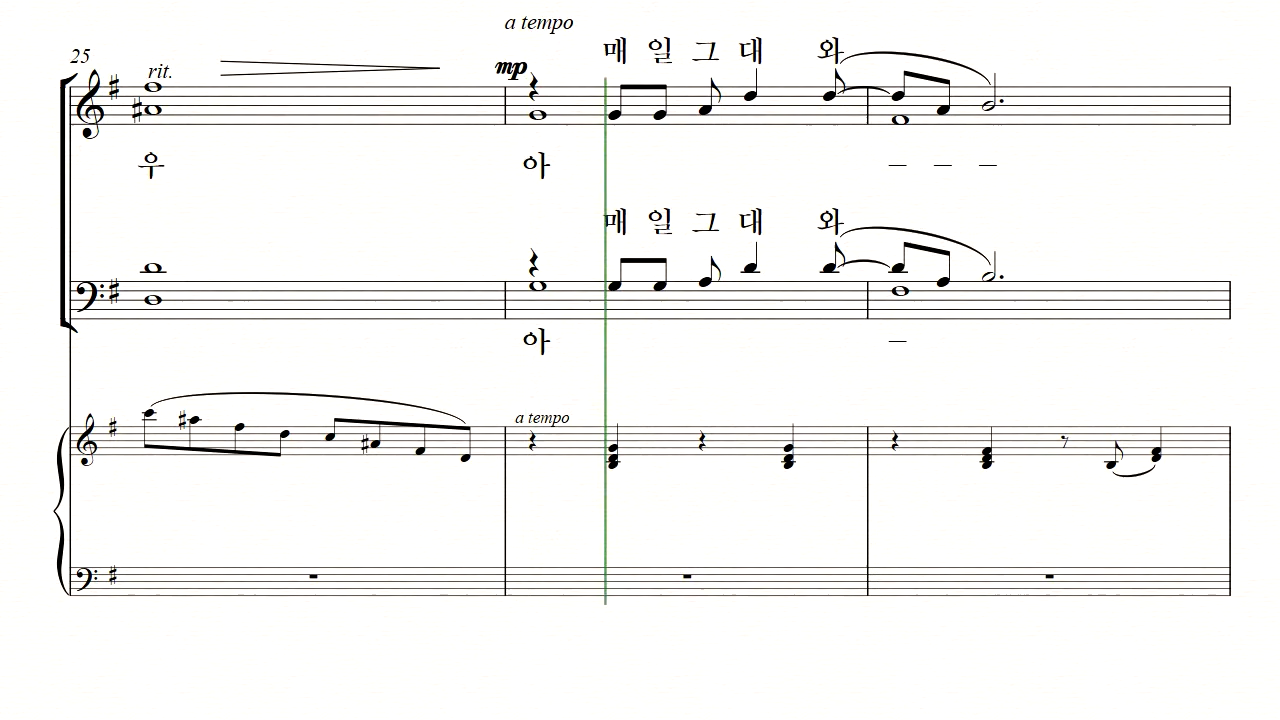 a tempo
25
rit.
mp
매 일 그 대 와
우 아 _ _ _
매 일 그 대 와
아 _
a tempo